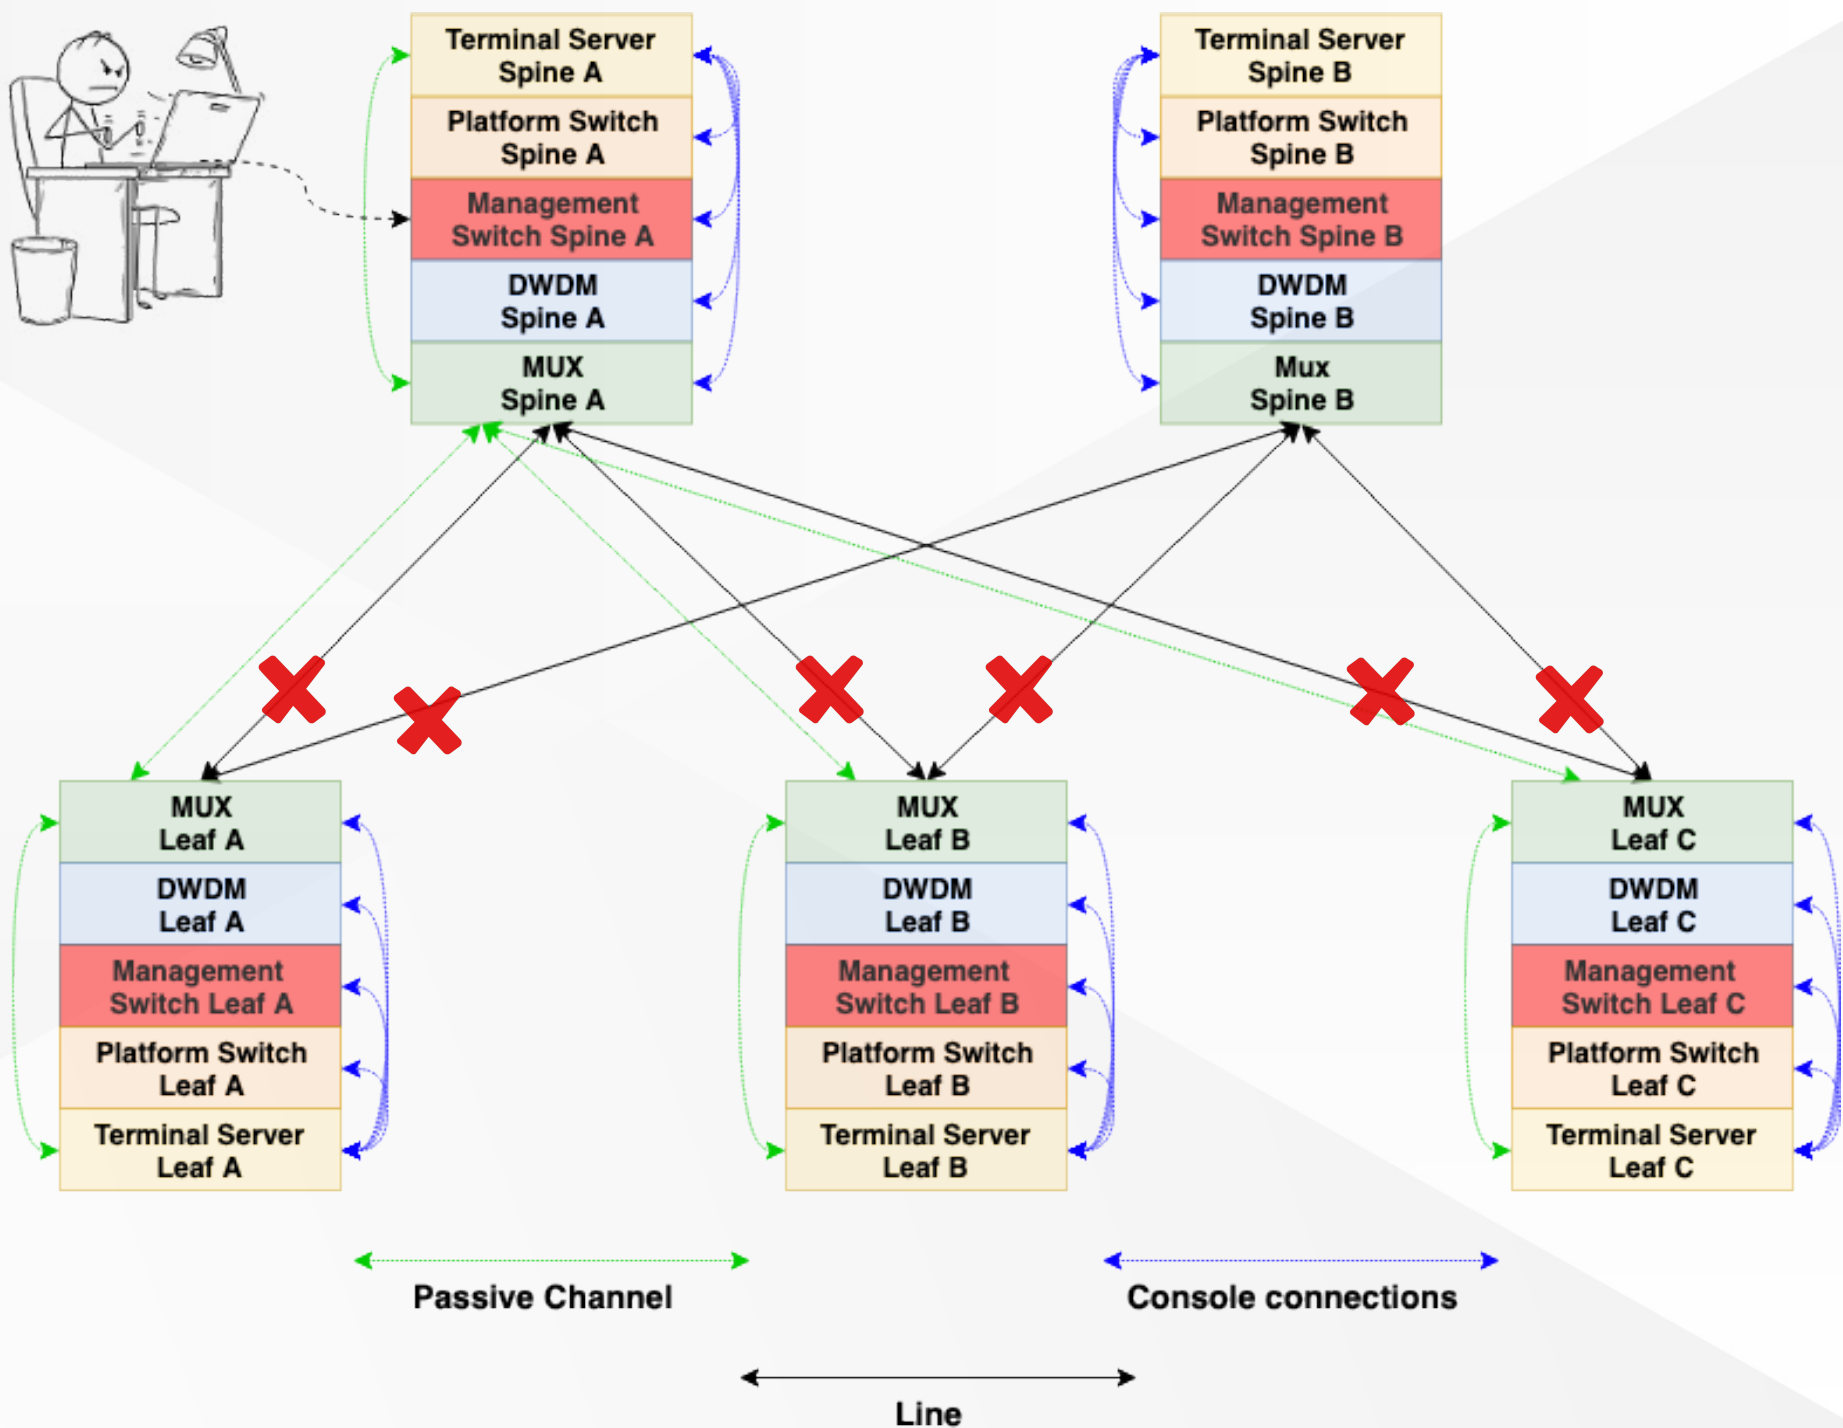 Terminal Server
Spine A
Platform Switch
Spine A
Management
Switch Spine A
DWDM
Spine A
MUX
Spine A
Terminal Server
Spine B
Platform Switch
Spine B
Management
Switch Spine B
DWDM
Spine B
Mux
Spine B
MUX
Leaf A
DWDM
Leaf A
Management
Switch Leaf A
Platform Switch
Leaf A
Terminal Server
Leaf A
MUX
Leaf B
DWDM
Leaf B
Management
Switch Leaf B
Platform Switch
Leaf B
Terminal Server
Leaf B
MUX
Leaf C
DWDM
Leaf C
Management
Switch Leaf C
Platform Switch
Leaf C
Terminal Server
Leaf C
Passive Channel
Console connections
Line